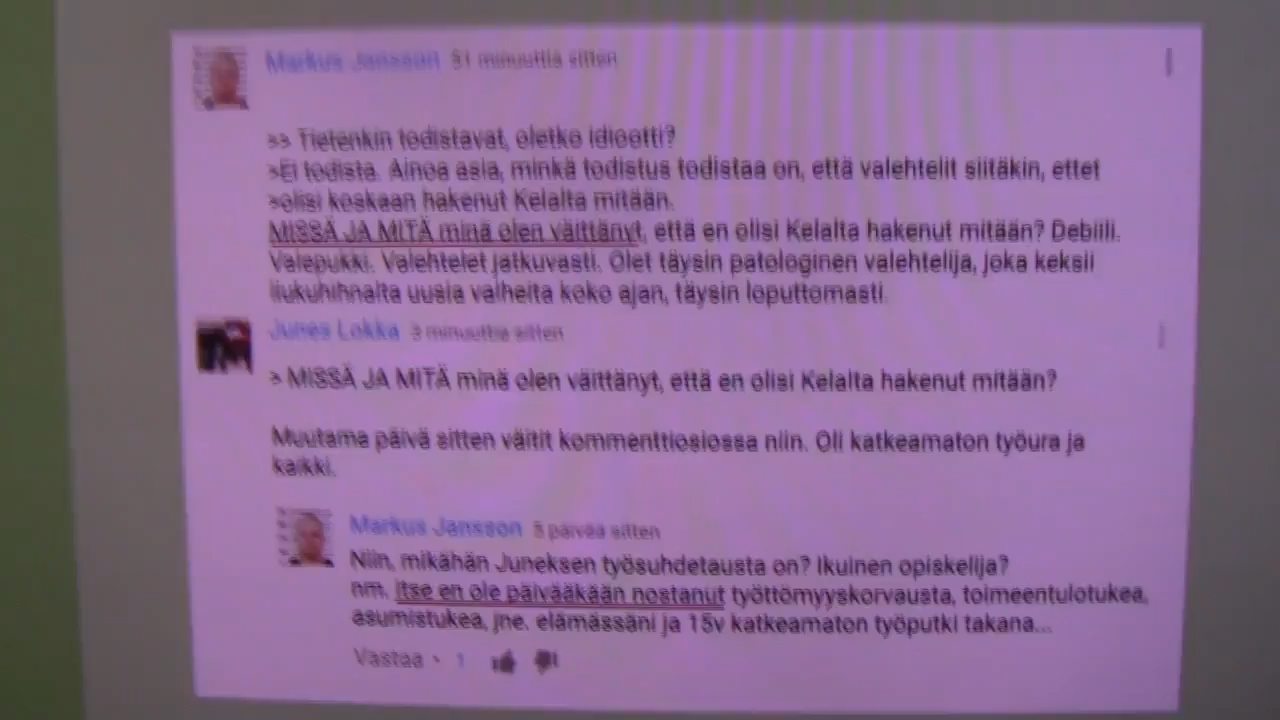 Markus Jansson 51 minuuttia sitten
>> Tietenkin todistavat, oletko idiootti?
>Ei todista. Ainoa asia, minkä todistus todistaa on, että valehtelit siitäkin, ettet
>olisi koskaan hakenut Kelalta mitään.
MISSÄ JA MITÄ minä olen väittänyt, että en olisi Kelalta hakenut mitään? Debiili.
Valepukki. Valehtelet jatkuvasti. Olet täysin patologinen valehtelija, joka keksii
liukuhihnalta uusia valheita koko ajan, täysin loputtomasti.
Junes Lokka 3 minuuttia sitten
> MISSÄ JA MITÄ minä olen väittänyt, että en olisi Kelalta hakenut mitään?
Muutama päivä sitten väitit kommenttiosiossa niin. Oli katkeamaton työura ja
kaikki.
Markus Jansson 5 päivää sitten
Niin, mikähän Juneksen työsuhdetausta on? Ikuinen opiskelija?
nm. Itse en ole päivääkään nostanut työttömyyskorvausta, toimeentulotukea,
asumistukea, jne. elämässäni ja 15v katkeamaton työputki takana...
Vastaa · 1